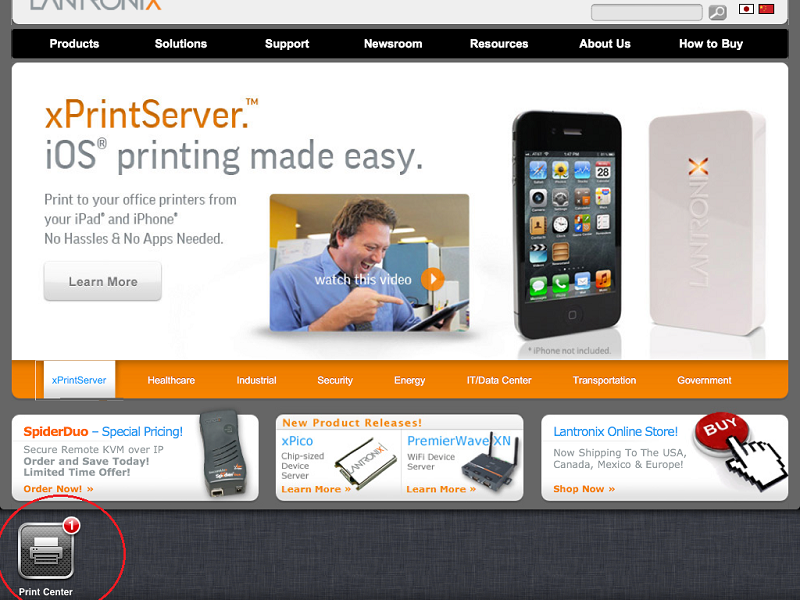 LANTRONIX
Products Solutions Support Newsroom Resources About Us How to Buy
xPrintServer.™
iOS® printing made easy.
Print to your office printers from
your iPad® and iPhone®
No Hassles & No Apps Needed.
Learn More
watch this video
28
LANTRONIX
* iPhone not included.
xPrintServer Healthcare Industrial Security Energy IT/Data Center Transportation Government
SpiderDuo – Special Pricing!
Secure Remote KVM over IP
Order and Save Today!
Limited Time Offer!
Order Now! »
New Product Releases!
xPico
Chip-sized
Device
Server
Learn More »
LANTRONIX
PremierWave XN
WiFi Device
Server
Learn More »
Lantronix Online Store!
Now Shipping To The USA,
Canada, Mexico & Europe!
Shop Now »
BUY
1
Print Center